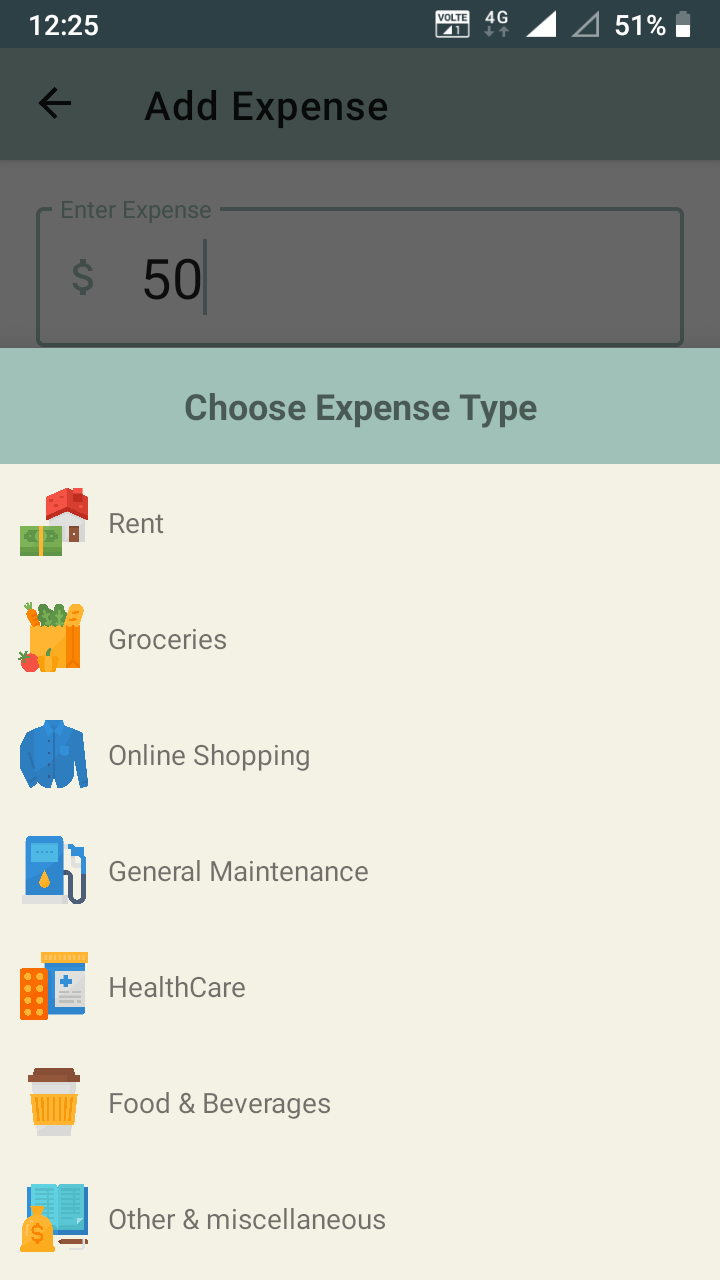 12:25
VOLTE
1
4G
51%
Add Expense
Enter Expense
$ 50
Choose Expense Type
Rent
Groceries
Online Shopping
General Maintenance
HealthCare
Food & Beverages
Other & miscellaneous
$